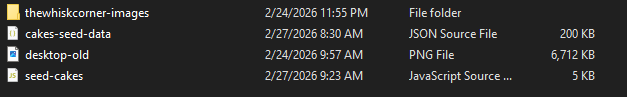 thewhiskcorner-images 2/24/2026 11:55 PM File folder
cakes-seed-data 2/27/2026 8:30 AM JSON Source File 200 KB
desktop-old 2/24/2026 9:57 AM PNG File 6,712 KB
seed-cakes 2/27/2026 9:23 AM JavaScript Source ... 5 KB